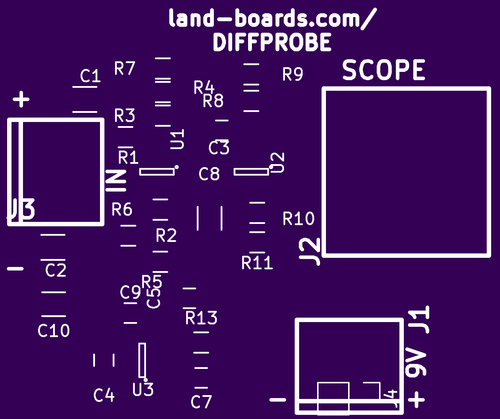 land-boards.com/
DIFFPROBE
SCOPE
R7
R9
C1
R4
R8
+
R3
U1
C3
R1
U2
IN
C8
J3
R6
R10
R2
J2
R11
-
C2
R5
C9
C5
C10
R13
J1
9V
U3
C4
C7
-
J4
+